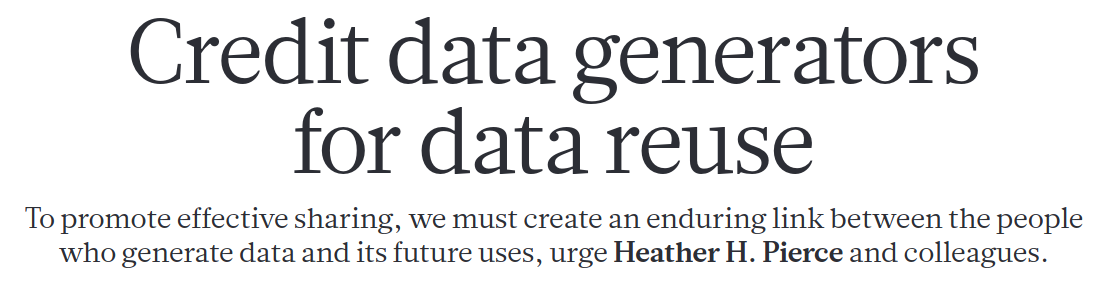 Credit data generators
for data reuse
To promote effective sharing, we must create an enduring link between the people
who generate data and its future uses, urge Heather H. Pierce and colleagues.